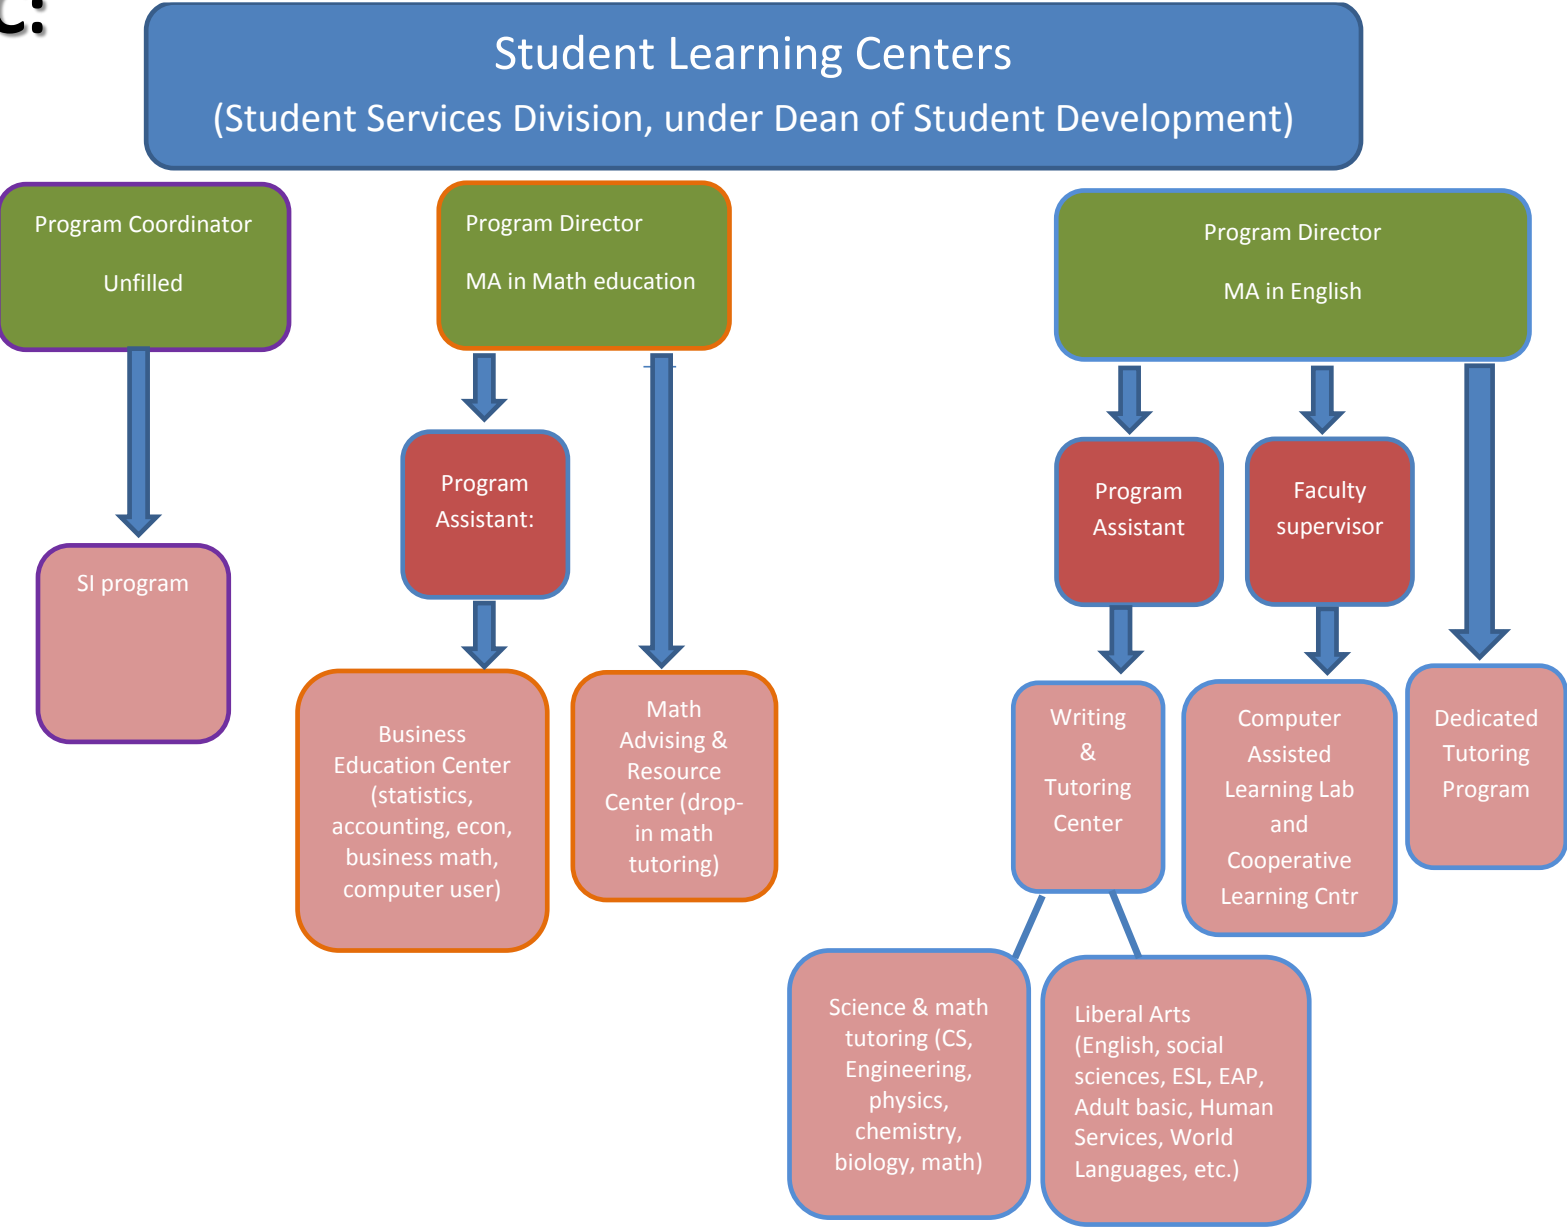 c:
Student Learning Centers
(Student Services Division, under Dean of Student Development)
Program Coordinator
Unfilled
Program Director
MA in Math education
Program Director
MA in English
Program
Assistant:
Program
Assistant
Faculty
supervisor
SI program
Business
Education Center
(statistics,
accounting, econ,
business math,
computer user)
Math
Advising &
Resource
Center (drop-
in math
tutoring)
Writing
&
Tutoring
Center
Computer
Assisted
Learning Lab
and
Cooperative
Learning Cntr
Dedicated
Tutoring
Program
Science & math
tutoring (CS,
Engineering,
physics,
chemistry,
biology, math)
Liberal Arts
(English, social
sciences, ESL, EAP,
Adult basic, Human
Services, World
Languages, etc.)